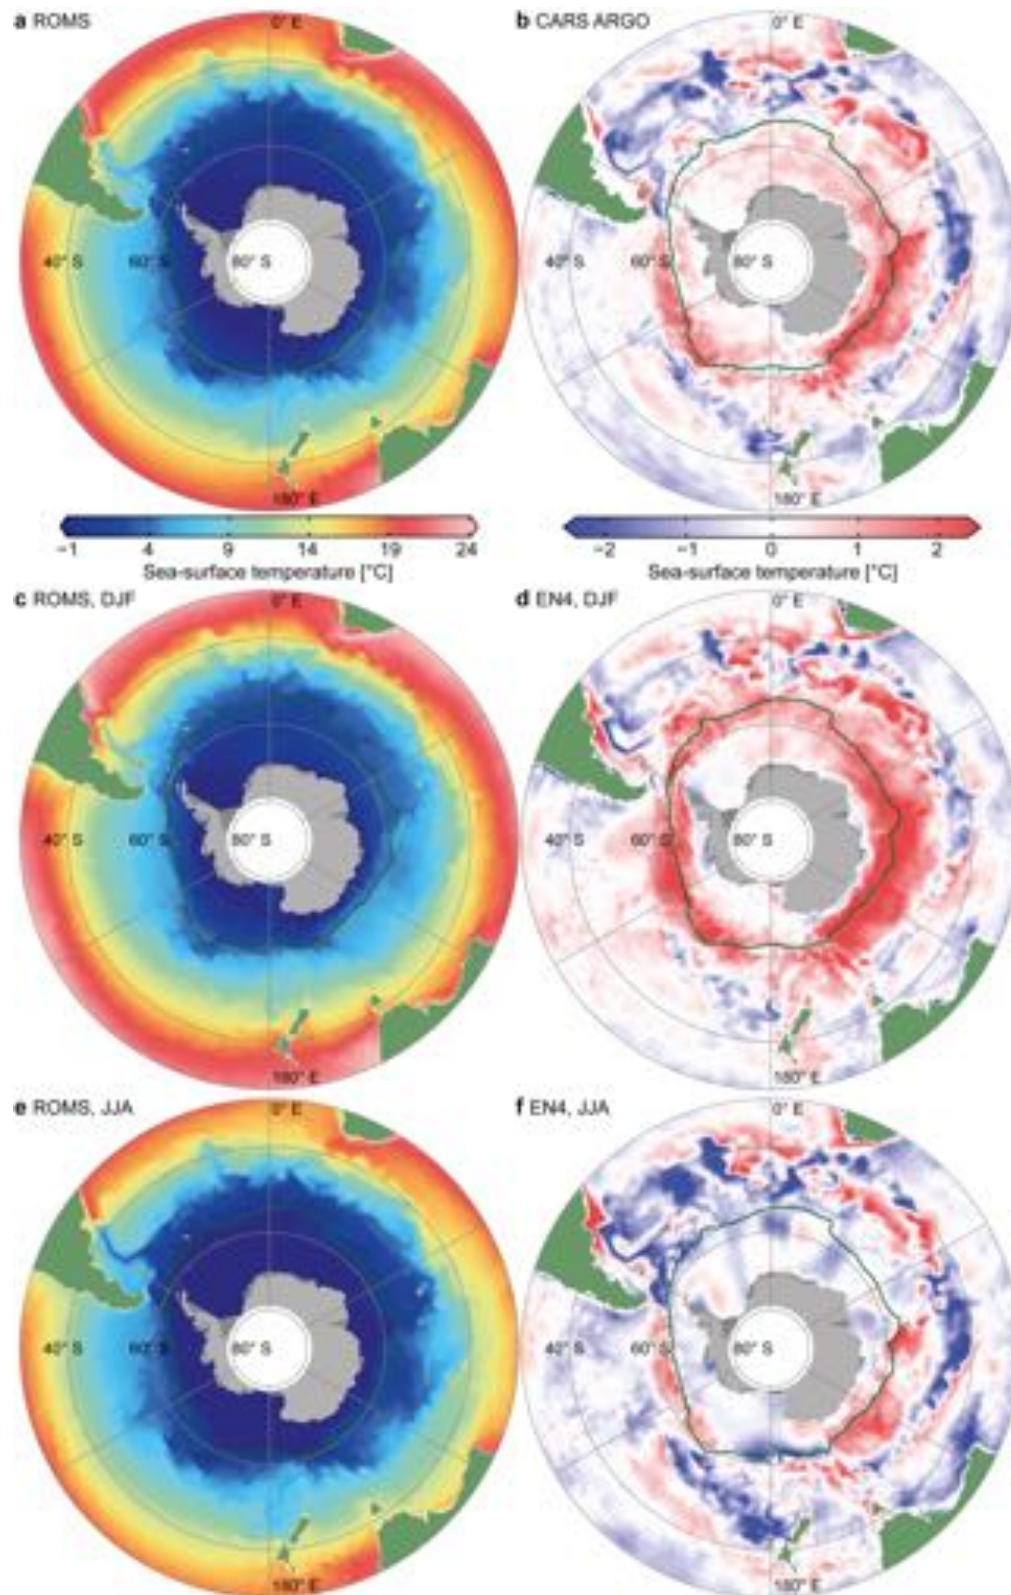 a ROMS
0° E
40° S
60° S
80° S
180° E
b CARS ARGO
0° E
40° S
60° S
80° S
180° E
−1 4 9 14 19 24
Sea-surface temperature [°C]
−2 −1 0 1 2
Sea-surface temperature [°C]
c ROMS, DJF
0° E
40° S
60° S
80° S
180° E
d EN4, DJF
0° E
40° S
60° S
80° S
180° E
e ROMS, JJA
0° E
40° S
60° S
80° S
180° E
f EN4, JJA
0° E
40° S
60° S
80° S
180° E